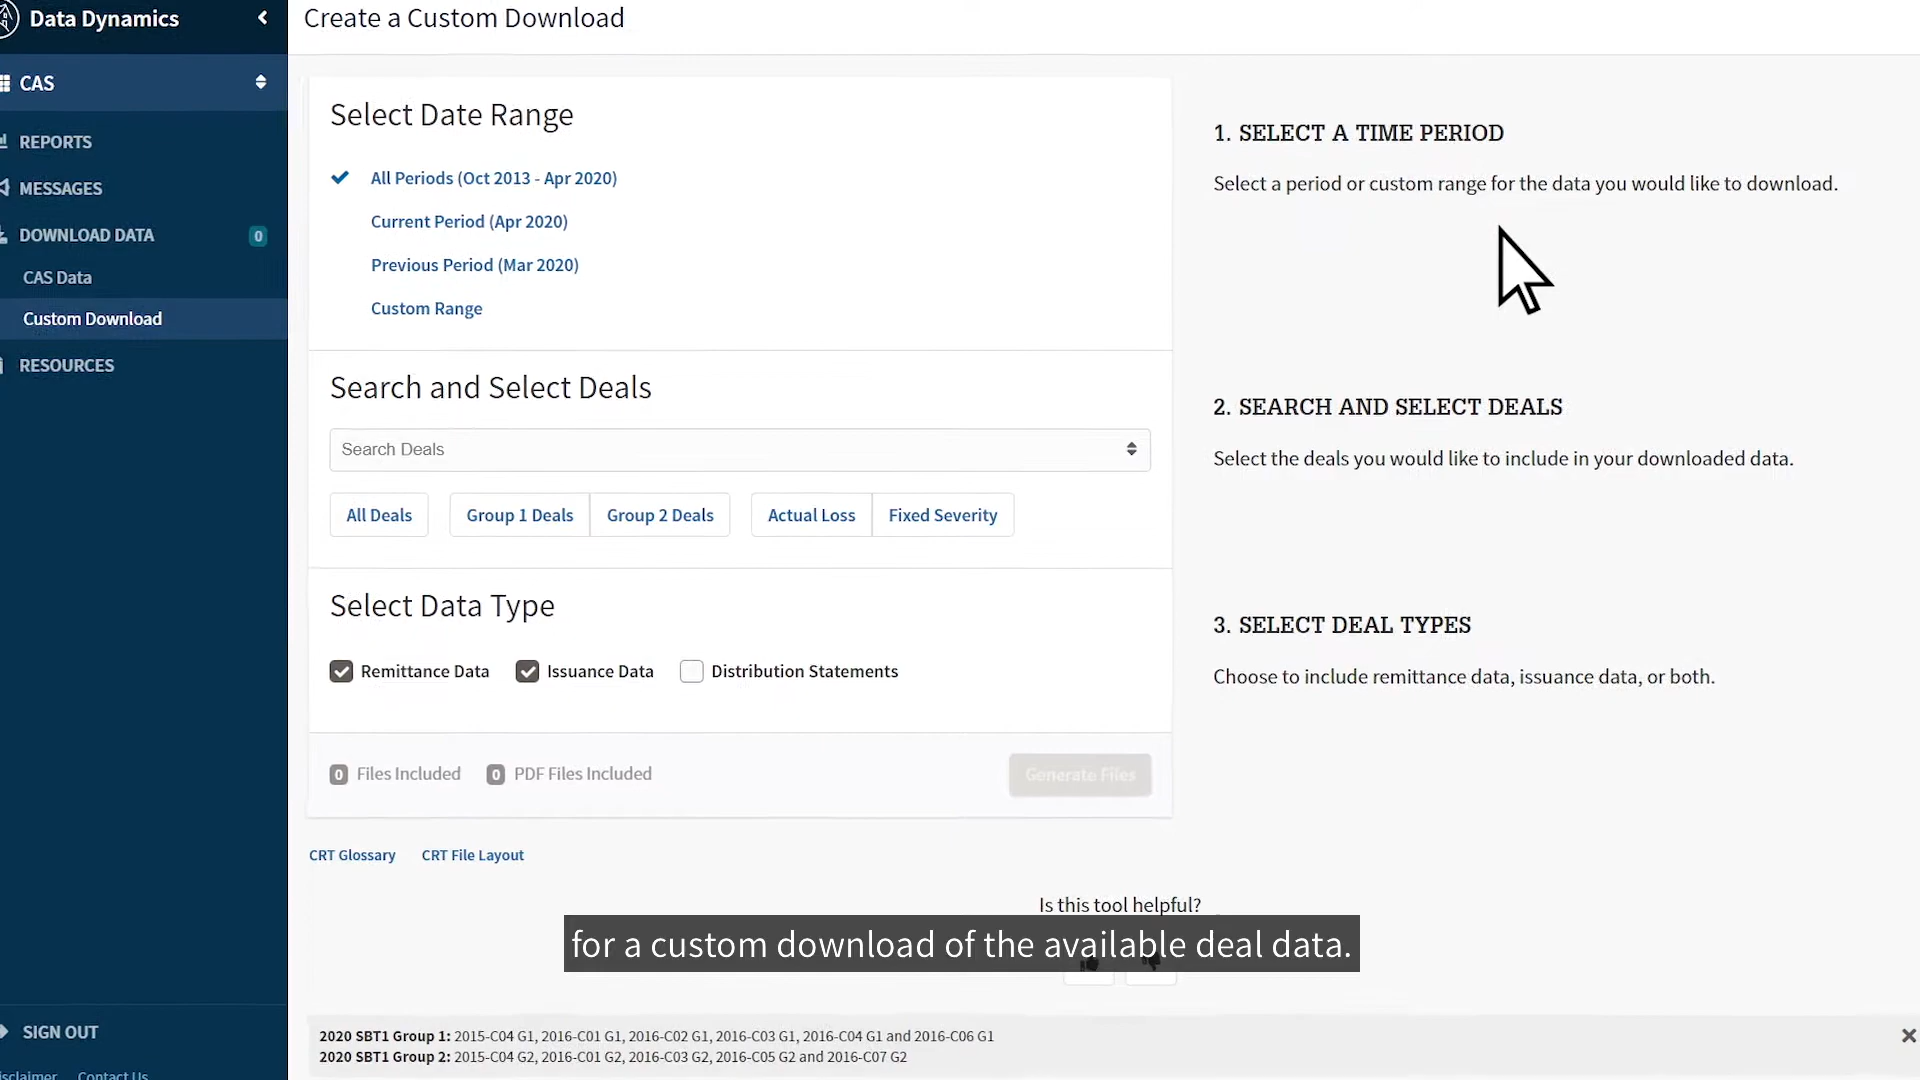 Data Dynamics
CAS
REPORTS
MESSAGES
DOWNLOAD DATA 0
CAS Data
Custom Download
RESOURCES
SIGN OUT
isclaimer Contact Us
Create a Custom Download
Select Date Range
All Periods (Oct 2013 - Apr 2020)
Current Period (Apr 2020)
Previous Period (Mar 2020)
Custom Range
Search and Select Deals
Search Deals
All Deals Group 1 Deals Group 2 Deals Actual Loss Fixed Severity
Select Data Type
Remittance Data Issuance Data Distribution Statements
0 Files Included 0 PDF Files Included Generate Files
CRT Glossary CRT File Layout
1. SELECT A TIME PERIOD
Select a period or custom range for the data you would like to download.
2. SEARCH AND SELECT DEALS
Select the deals you would like to include in your downloaded data.
3. SELECT DEAL TYPES
Choose to include remittance data, issuance data, or both.
Is this tool helpful?
for a custom download of the available deal data.
2020 SBT1 Group 1: 2015-C04 G1, 2016-C01 G1, 2016-C02 G1, 2016-C03 G1, 2016-C04 G1 and 2016-C06 G1
2020 SBT1 Group 2: 2015-C04 G2, 2016-C01 G2, 2016-C03 G2, 2016-C05 G2 and 2016-C07 G2